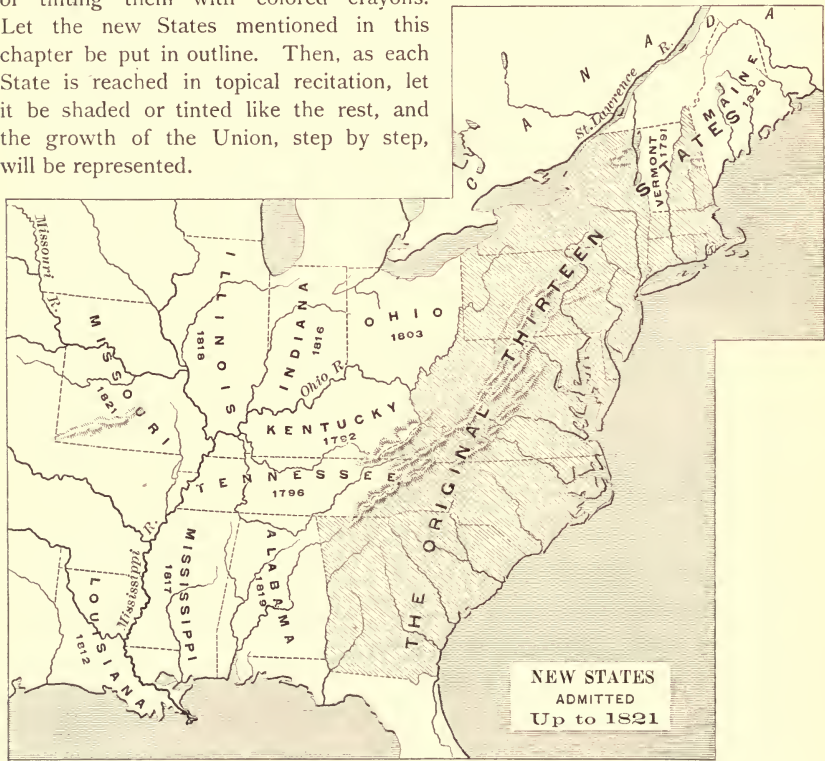 or tinting them with colored crayons.
Let the new States mentioned in this
chapter be put in outline. Then, as each
State is reached in topical recitation, let
it be shaded or tinted like the rest, and
the growth of the Union, step by step,
will be represented.
CANADA
St. Lawrence R.
MAINE
1820
VERMONT
1791
THE ORIGINAL THIRTEEN STATES
Missouri R.
MISSOURI
1821
ILLINOIS
1818
INDIANA
1816
OHIO
1803
Ohio R.
KENTUCKY
1792
TENNESSEE
1796
Mississippi R.
MISSISSIPPI
1817
ALABAMA
1819
LOUISIANA
1812
NEW STATES
ADMITTED
Up to 1821